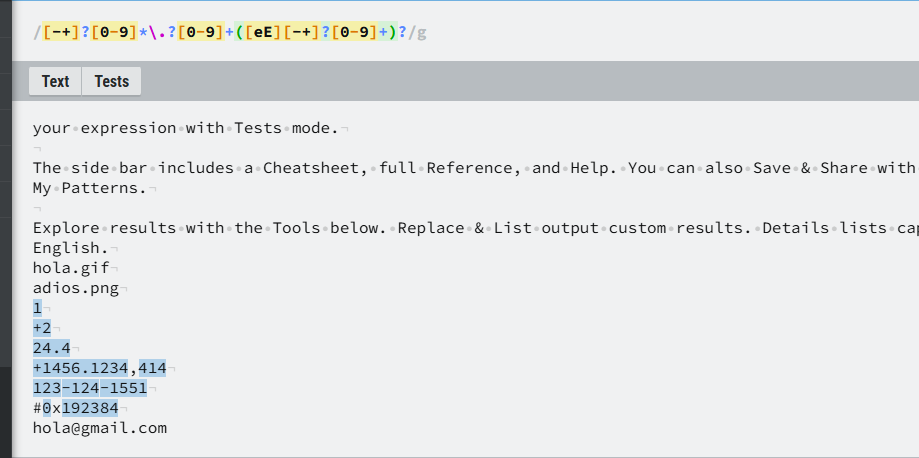 /[-+]?[0-9]*\.?[0-9]+([eE][-+]?[0-9]+)?/g
Text Tests
your expression with Tests mode.
The side bar includes a Cheatsheet, full Reference, and Help. You can also Save & Share with
My Patterns.
Explore results with the Tools below. Replace & List output custom results. Details lists
English.
hola.gif
adios.png
1
+2
24.4
+1456.1234,414
123-124-1551
#0x192384
hola@gmail.com